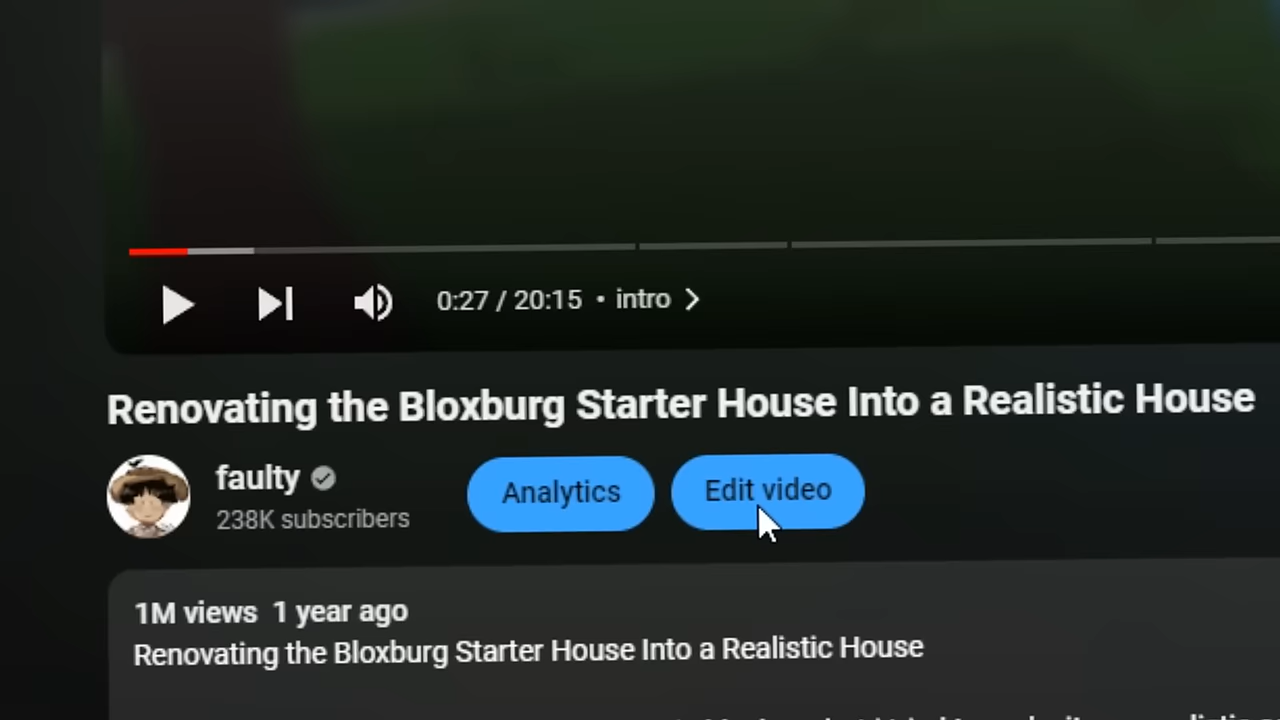 0:27 / 20:15 • intro
Renovating the Bloxburg Starter House Into a Realistic House
faulty
238K subscribers
Analytics
Edit video
1M views 1 year ago
Renovating the Bloxburg Starter House Into a Realistic House